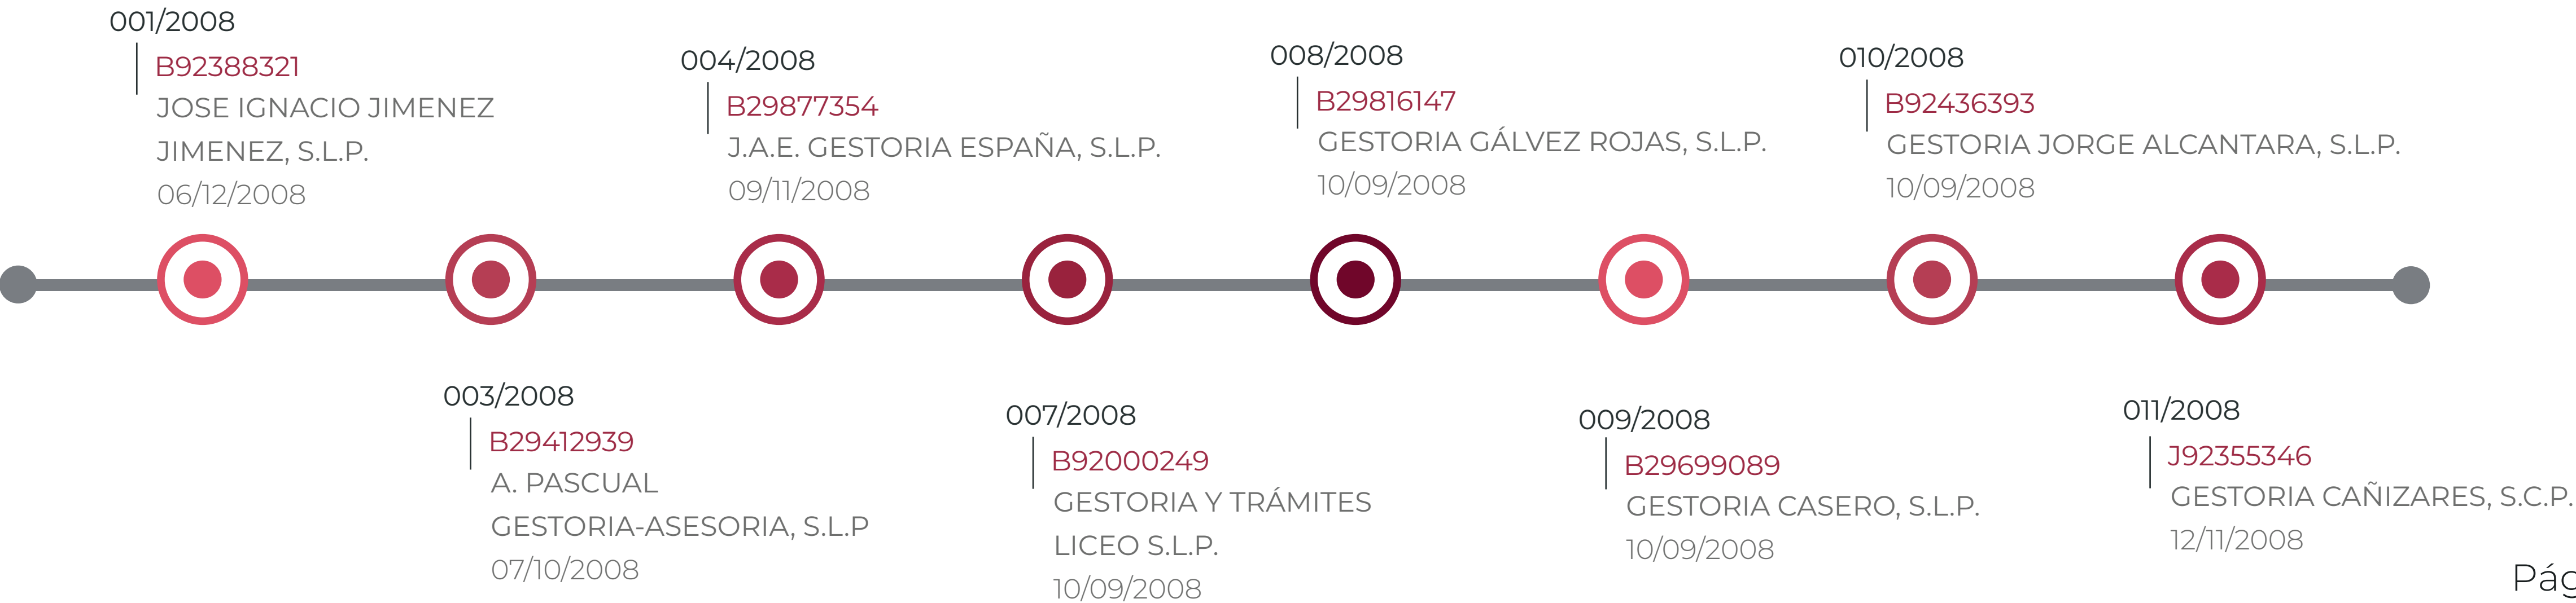 001/2008
B92388321
JOSE IGNACIO JIMENEZ
JIMENEZ, S.L.P.
06/12/2008
003/2008
B29412939
A. PASCUAL
GESTORIA-ASESORIA, S.L.P
07/10/2008
004/2008
B29877354
J.A.E. GESTORIA ESPAÑA, S.L.P.
09/11/2008
007/2008
B92000249
GESTORIA Y TRÁMITES
LICEO S.L.P.
10/09/2008
008/2008
B29816147
GESTORIA GÁLVEZ ROJAS, S.L.P.
10/09/2008
009/2008
B29699089
GESTORIA CASERO, S.L.P.
10/09/2008
010/2008
B92436393
GESTORIA JORGE ALCANTARA, S.L.P.
10/09/2008
011/2008
J92355346
GESTORIA CAÑIZARES, S.C.P.
12/11/2008